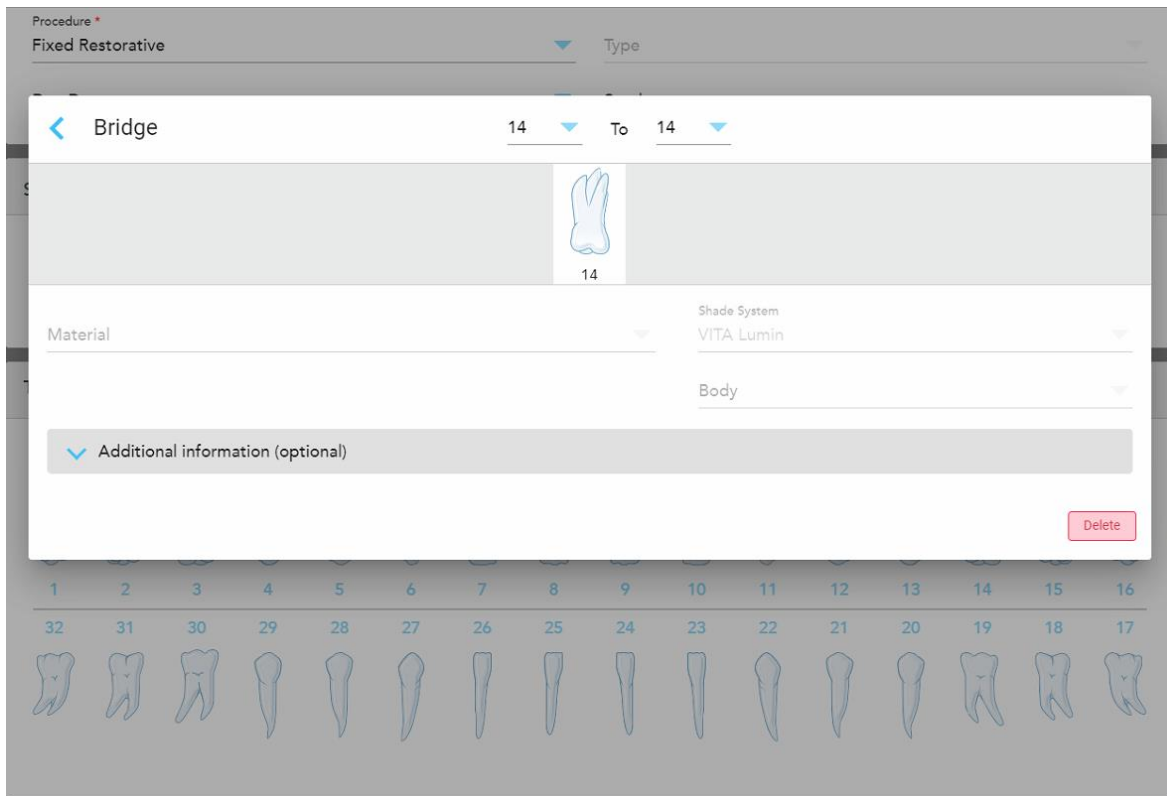 Procedure *
Fixed Restorative
Type
Bridge
14 To 14
14
Material
Shade System
VITA Lumin
Body
Additional information (optional)
Delete
1 2 3 4 5 6 7 8 9 10 11 12 13 14 15 16
32 31 30 29 28 27 26 25 24 23 22 21 20 19 18 17